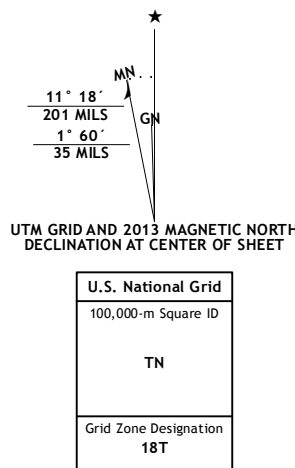 ★
MN
GN
11° 18´
201 MILS
1° 60´
35 MILS
UTM GRID AND 2013 MAGNETIC NORTH
DECLINATION AT CENTER OF SHEET
U.S. National Grid
100,000-m Square ID
TN
Grid Zone Designation
18T